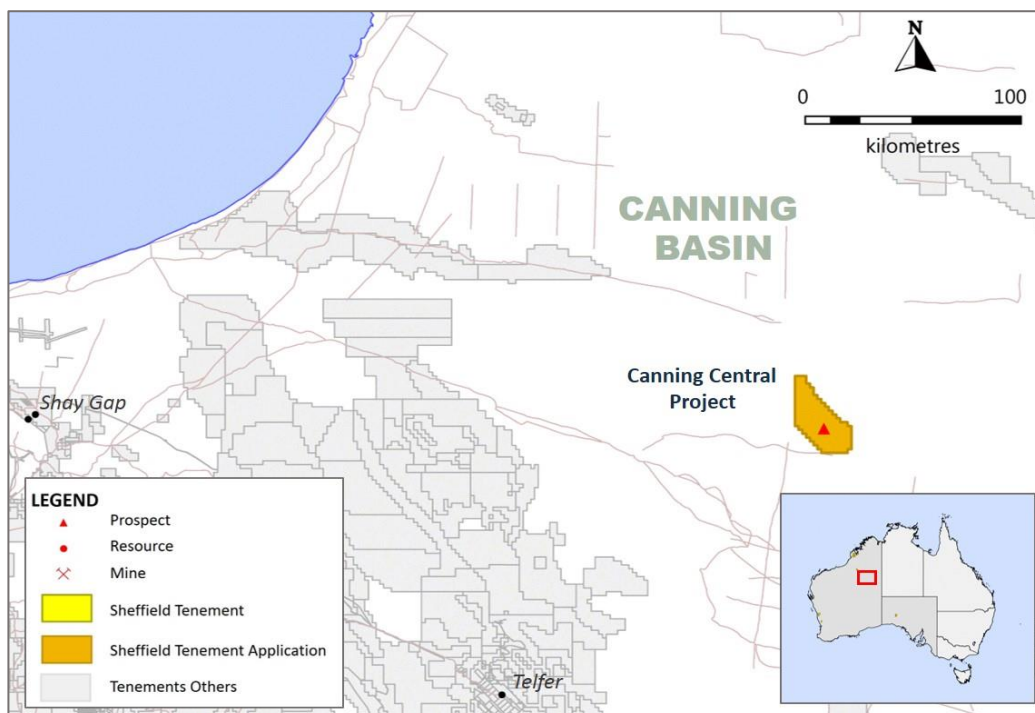 N
0 100
kilometres
CANNING
BASIN
Canning Central
Project
Shay Gap
LEGEND
Prospect
Resource
Mine
Sheffield Tenement
Sheffield Tenement Application
Tenements Others
Telfer